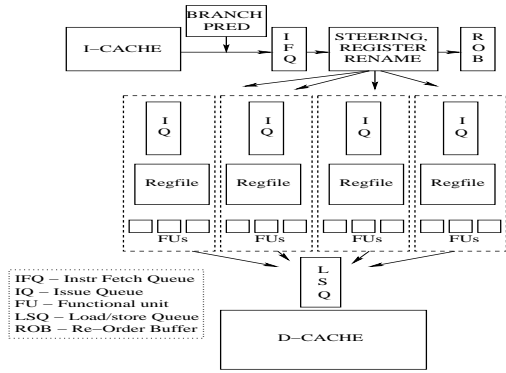 BRANCH
PRED
I–CACHE
I
F
Q
STEERING,
REGISTER
RENAME
R
O
B
I
Q
I
Q
I
Q
I
Q
Regfile
Regfile
Regfile
Regfile
FUs
FUs
FUs
FUs
L
S
Q
D–CACHE
IFQ – Instr Fetch Queue
IQ – Issue Queue
FU – Functional unit
LSQ – Load/store Queue
ROB – Re–Order Buffer